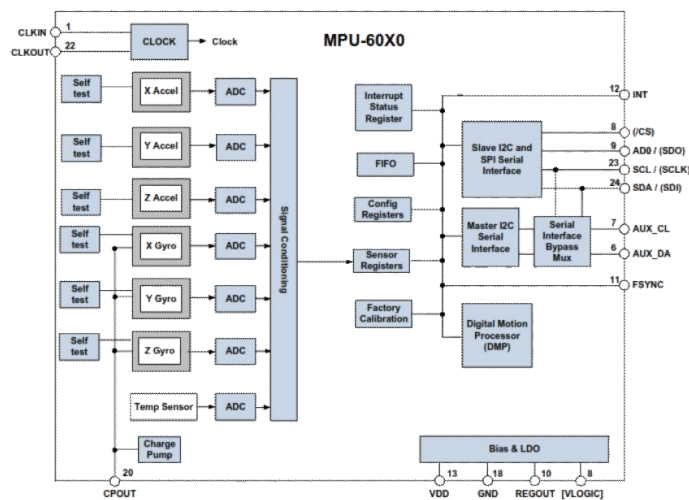 MPU-60X0
CLKIN 1
CLKOUT 22
CLOCK
Clock
Self
test
X Accel
ADC
Self
test
Y Accel
ADC
Self
test
Z Accel
ADC
Self
test
X Gyro
ADC
Self
test
Y Gyro
ADC
Self
test
Z Gyro
ADC
Temp Sensor
ADC
Charge
Pump
20
CPOUT
Signal Conditioning
Interrupt
Status
Register
FIFO
Config
Registers
Sensor
Registers
Factory
Calibration
Slave I2C and
SPI Serial
Interface
Master I2C
Serial
Interface
Serial
Interface
Bypass
Mux
Digital Motion
Processor
(DMP)
12 INT
8 (/CS)
9 AD0 / (SDO)
23 SCL / (SCLK)
24 SDA / (SDI)
7 AUX_CL
6 AUX_DA
11 FSYNC
Bias & LDO
13 18 10 8
VDD GND REGOUT [VLOGIC]